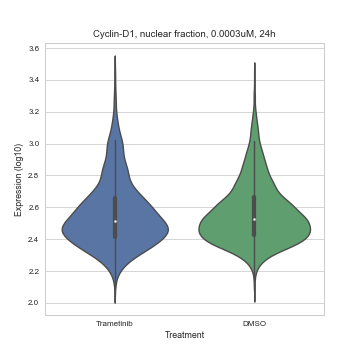 Cyclin-D1, nuclear fraction, 0.0003uM, 24h
3.6
3.4
3.2
3.0
2.8
2.6
2.4
2.2
2.0
Expression (log10)
Trametinib
DMSO
Treatment